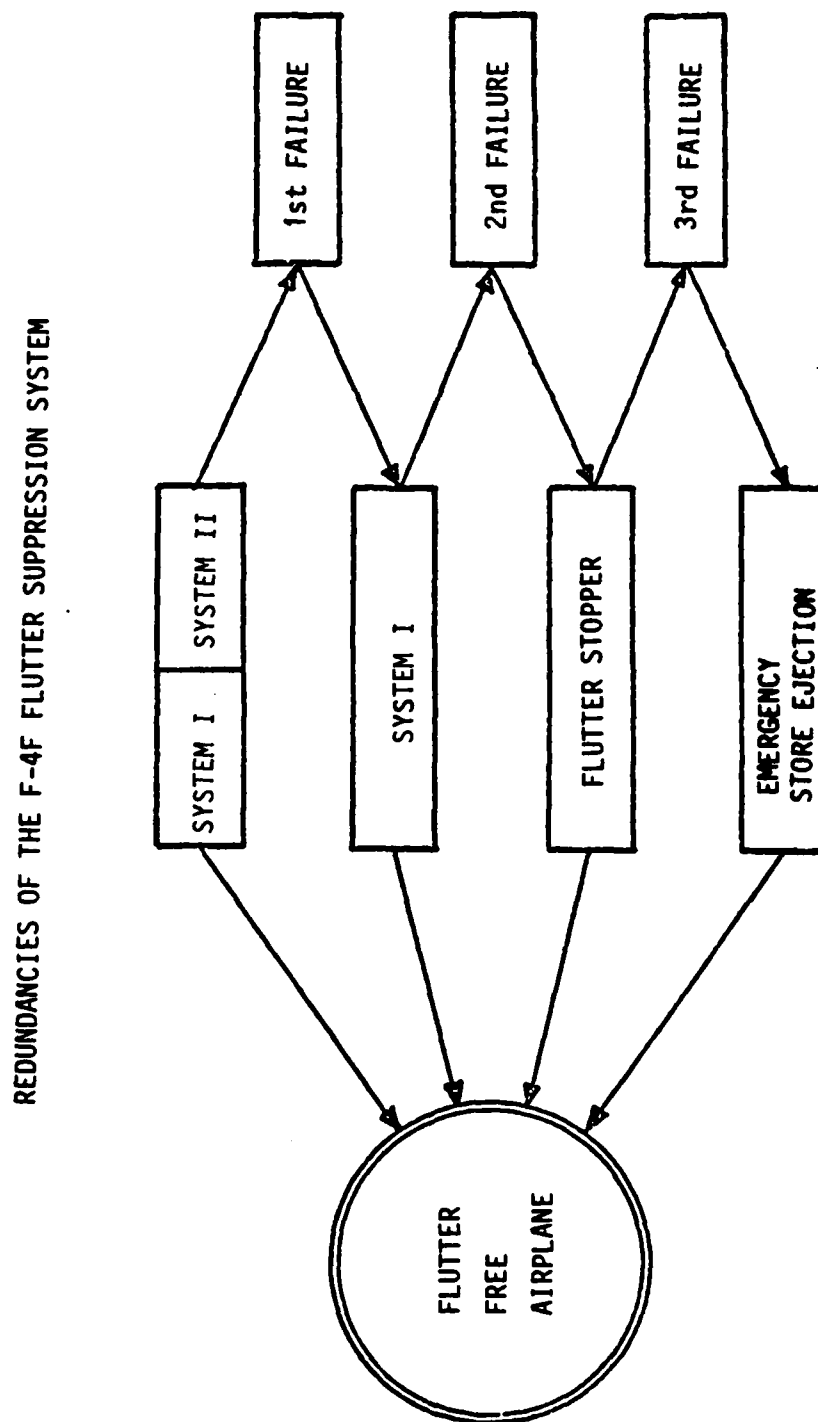 REDUNDANCIES OF THE F-4F FLUTTER SUPPRESSION SYSTEM
SYSTEM I
SYSTEM II
1st FAILURE
SYSTEM I
2nd FAILURE
FLUTTER STOPPER
3rd FAILURE
EMERGENCY
STORE EJECTION
FLUTTER
FREE
AIRPLANE